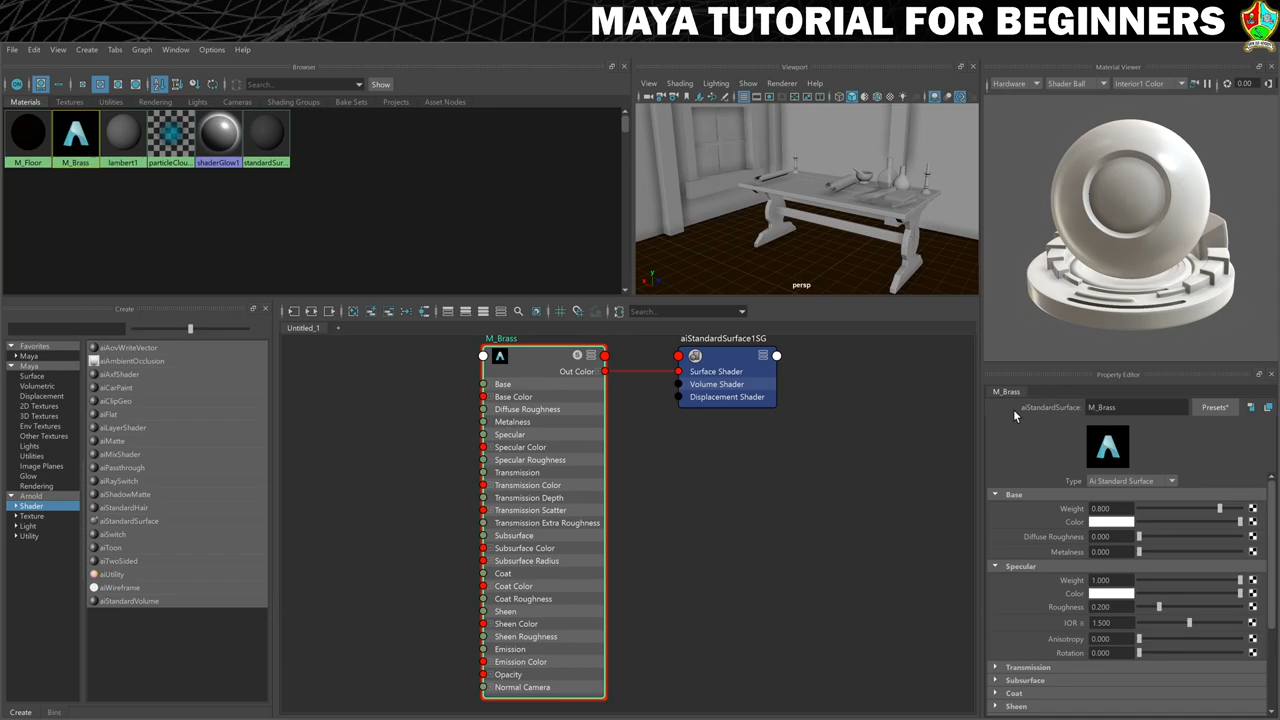 MAYA TUTORIAL FOR BEGINNERS
File Edit View Create Tabs Graph Window Options Help
Browser
Search... Show
Materials Textures Utilities Rendering Lights Cameras Shading Groups Bake Sets Projects Asset Nodes
M_Floor M_Brass lambert1 particleClou... shaderGlow1 standardSur...
Viewport
View Shading Lighting Show Renderer Panels
persp
Material Viewer
Hardware Shader Ball Interior1 Color 0.00
Create
Favorites
Maya
Maya
Surface
Volumetric
Displacement
2D Textures
3D Textures
Env Textures
Other Textures
Lights
Utilities
Image Planes
Glow
Rendering
Arnold
Shader
Texture
Light
Utility
aiAovWriteVector
aiAmbientOcclusion
aiAxfShader
aiCarPaint
aiClipGeo
aiFlat
aiLayerShader
aiMatte
aiMixShader
aiPassthrough
aiRaySwitch
aiShadowMatte
aiStandardHair
aiStandardSurface
aiSwitch
aiToon
aiTwoSided
aiUtility
aiWireframe
aiStandardVolume
Create Bins
Search...
Untitled_1 +
M_Brass
Out Color
Base
Base Color
Diffuse Roughness
Metalness
Specular
Specular Color
Specular Roughness
Transmission
Transmission Color
Transmission Depth
Transmission Scatter
Transmission Extra Roughness
Subsurface
Subsurface Color
Subsurface Radius
Coat
Coat Color
Coat Roughness
Sheen
Sheen Color
Sheen Roughness
Emission
Emission Color
Opacity
Normal Camera
aiStandardSurface1SG
Surface Shader
Volume Shader
Displacement Shader
Property Editor
M_Brass
aiStandardSurface: M_Brass Presets*
Type Ai Standard Surface
Base
Weight 0.800
Color
Diffuse Roughness 0.000
Metalness 0.000
Specular
Weight 1.000
Color
Roughness 0.200
IOR 1.500
Anisotropy 0.000
Rotation 0.000
Transmission
Subsurface
Coat
Sheen